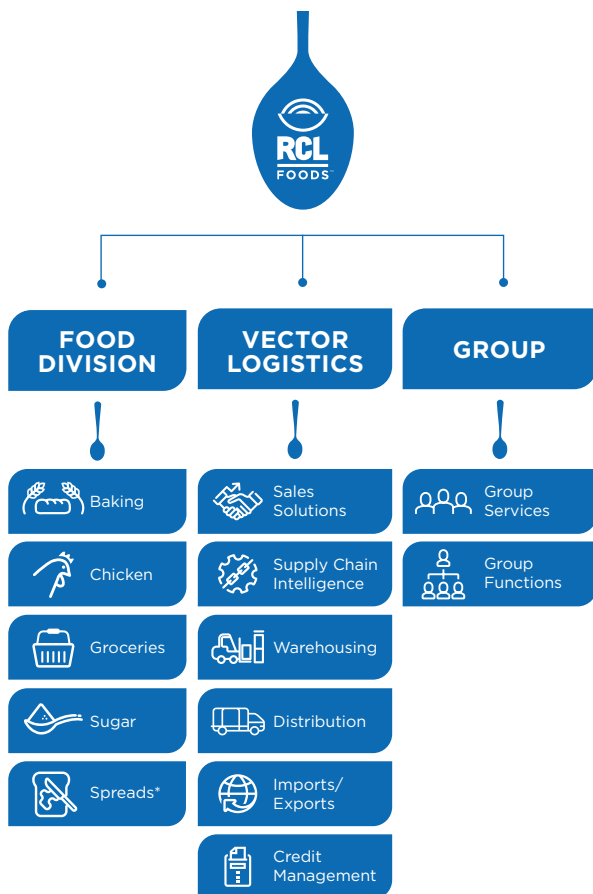 RCL
FOODS™
FOOD
DIVISION
VECTOR
LOGISTICS
GROUP
Baking
Chicken
Groceries
Sugar
Spreads*
Sales
Solutions
Supply Chain
Intelligence
Warehousing
Distribution
Imports/
Exports
Credit
Management
Group
Services
Group
Functions